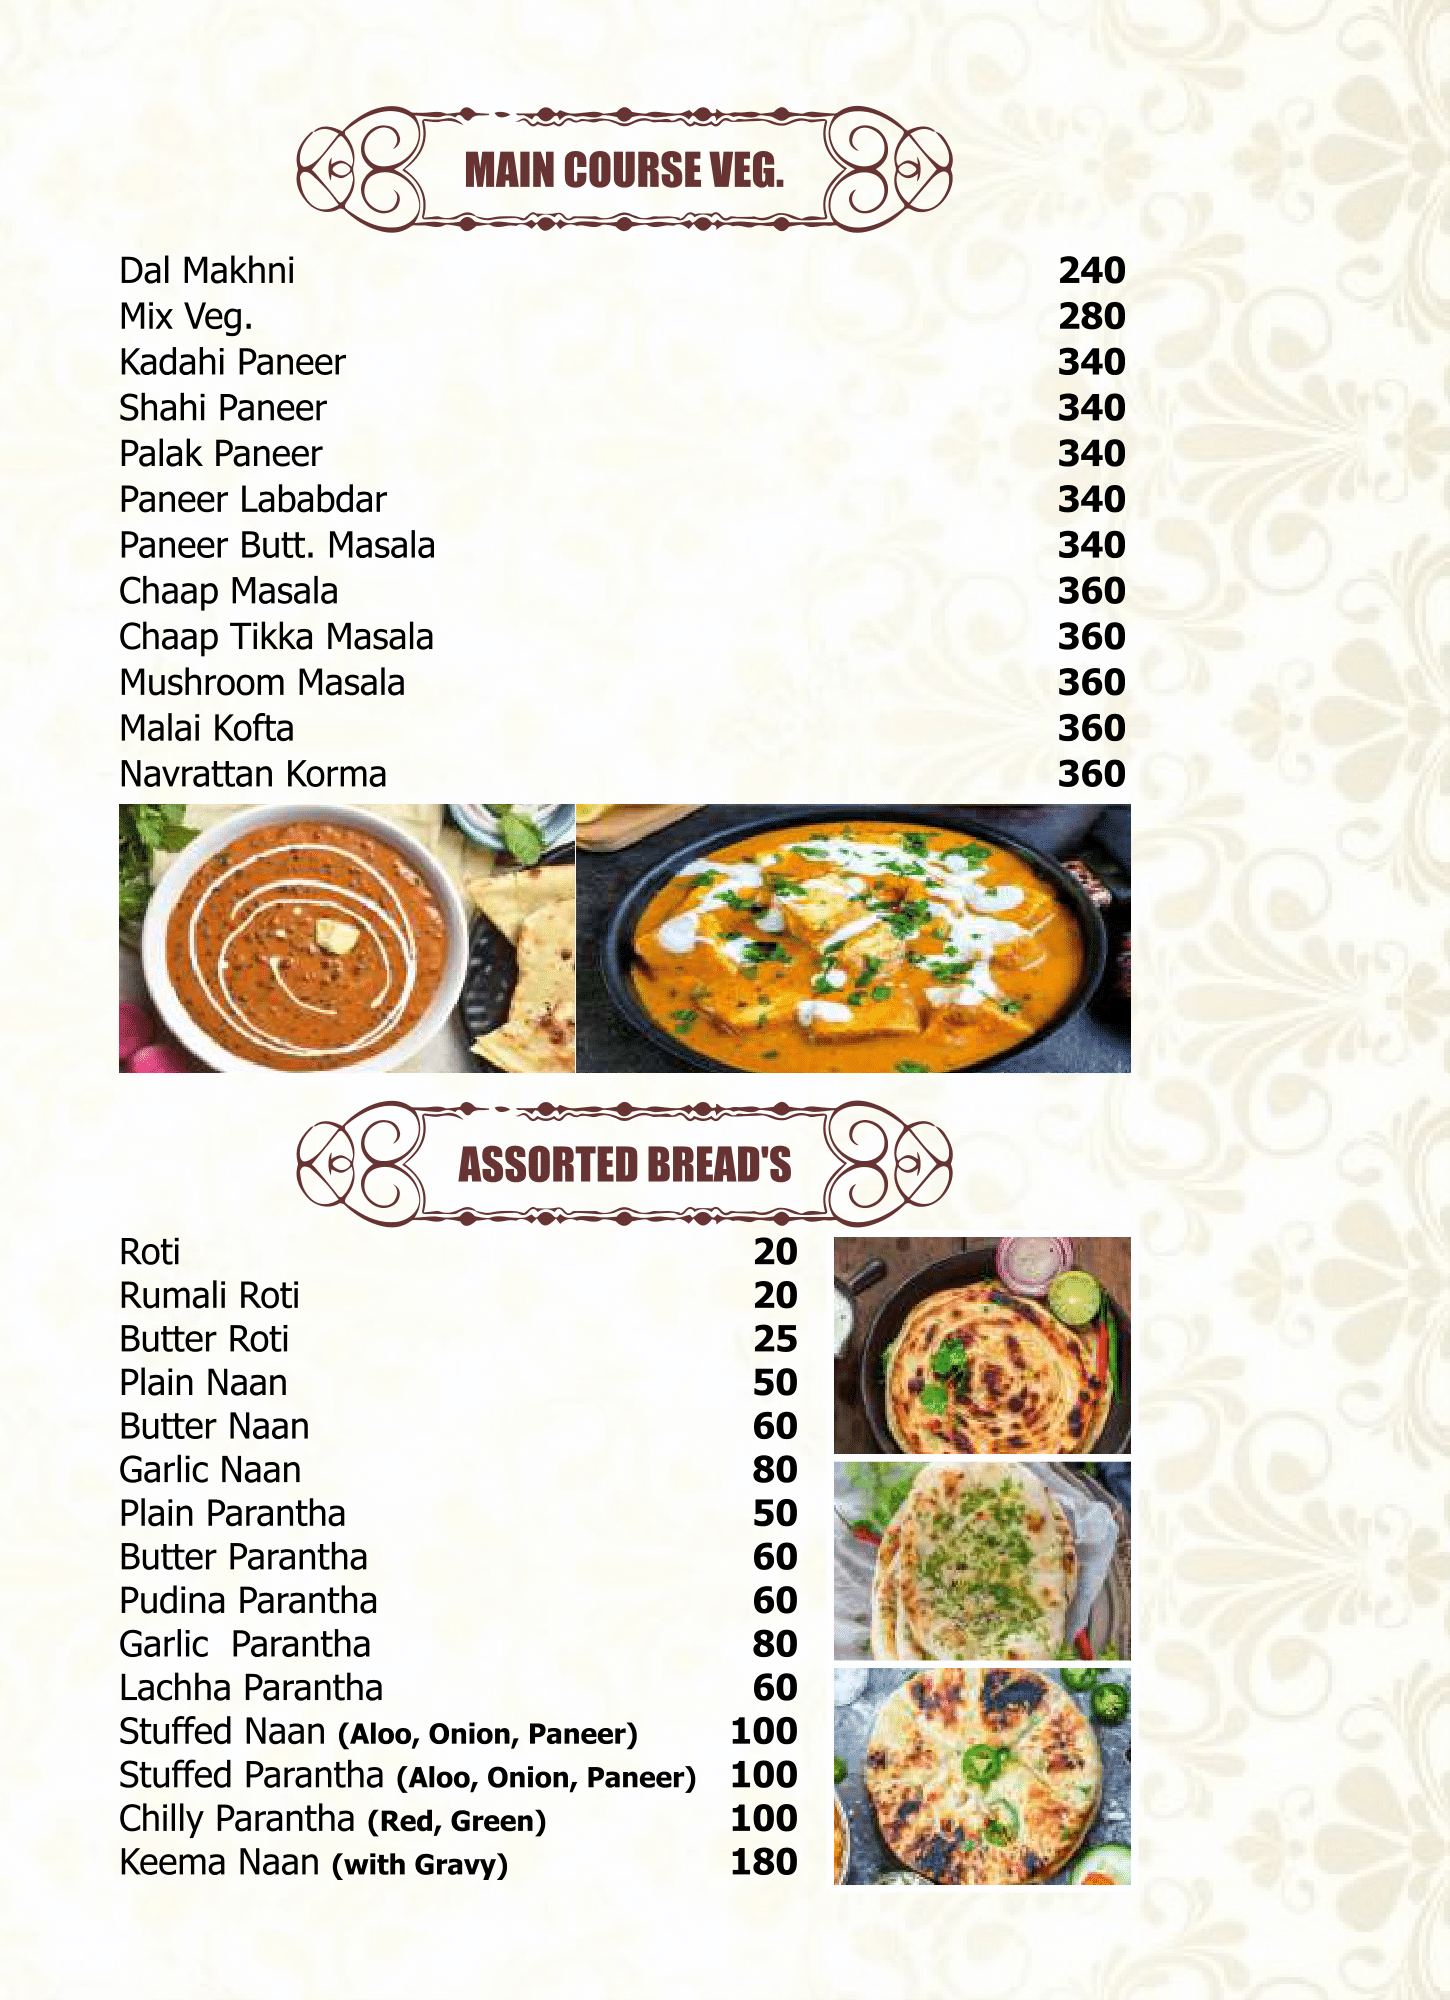 MAIN COURSE VEG.
Dal Makhni 240
Mix Veg. 280
Kadahi Paneer 340
Shahi Paneer 340
Palak Paneer 340
Paneer Lababdar 340
Paneer Butt. Masala 340
Chaap Masala 360
Chaap Tikka Masala 360
Mushroom Masala 360
Malai Kofta 360
Navrattan Korma 360
ASSORTED BREAD'S
Roti 20
Rumali Roti 20
Butter Roti 25
Plain Naan 50
Butter Naan 60
Garlic Naan 80
Plain Parantha 50
Butter Parantha 60
Pudina Parantha 60
Garlic  Parantha 80
Lachha Parantha 60
Stuffed Naan (Aloo, Onion, Paneer) 100
Stuffed Parantha (Aloo, Onion, Paneer) 100
Chilly Parantha (Red, Green) 100
Keema Naan (with Gravy) 180